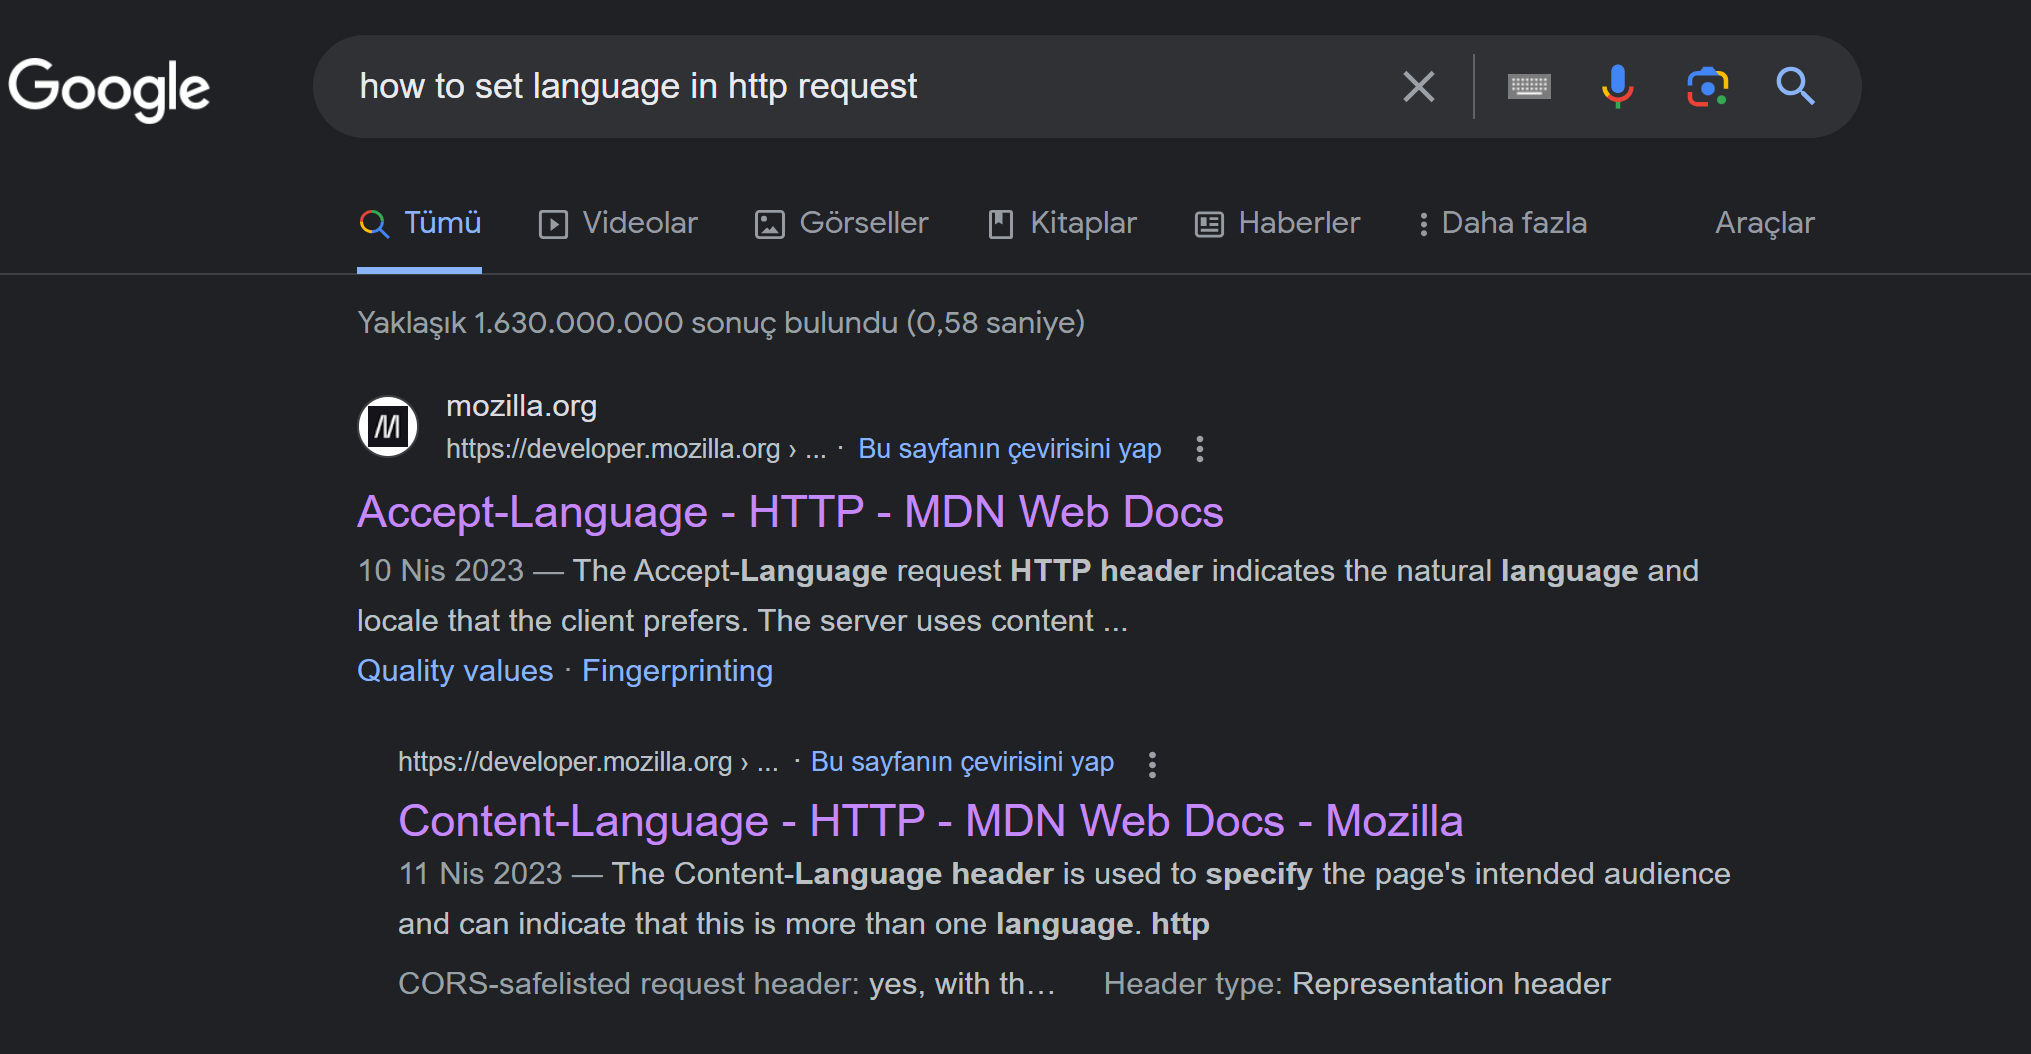 Google
how to set language in http request
Tümü Videolar Görseller Kitaplar Haberler Daha fazla Araçlar
Yaklaşık 1.630.000.000 sonuç bulundu (0,58 saniye)
mozilla.org
https://developer.mozilla.org › ... · Bu sayfanın çevirisini yap
Accept-Language - HTTP - MDN Web Docs
10 Nis 2023 — The Accept-Language request HTTP header indicates the natural language and
locale that the client prefers. The server uses content ...
Quality values · Fingerprinting
https://developer.mozilla.org › ... · Bu sayfanın çevirisini yap
Content-Language - HTTP - MDN Web Docs - Mozilla
11 Nis 2023 — The Content-Language header is used to specify the page's intended audience
and can indicate that this is more than one language. http
CORS-safelisted request header: yes, with th... Header type: Representation header